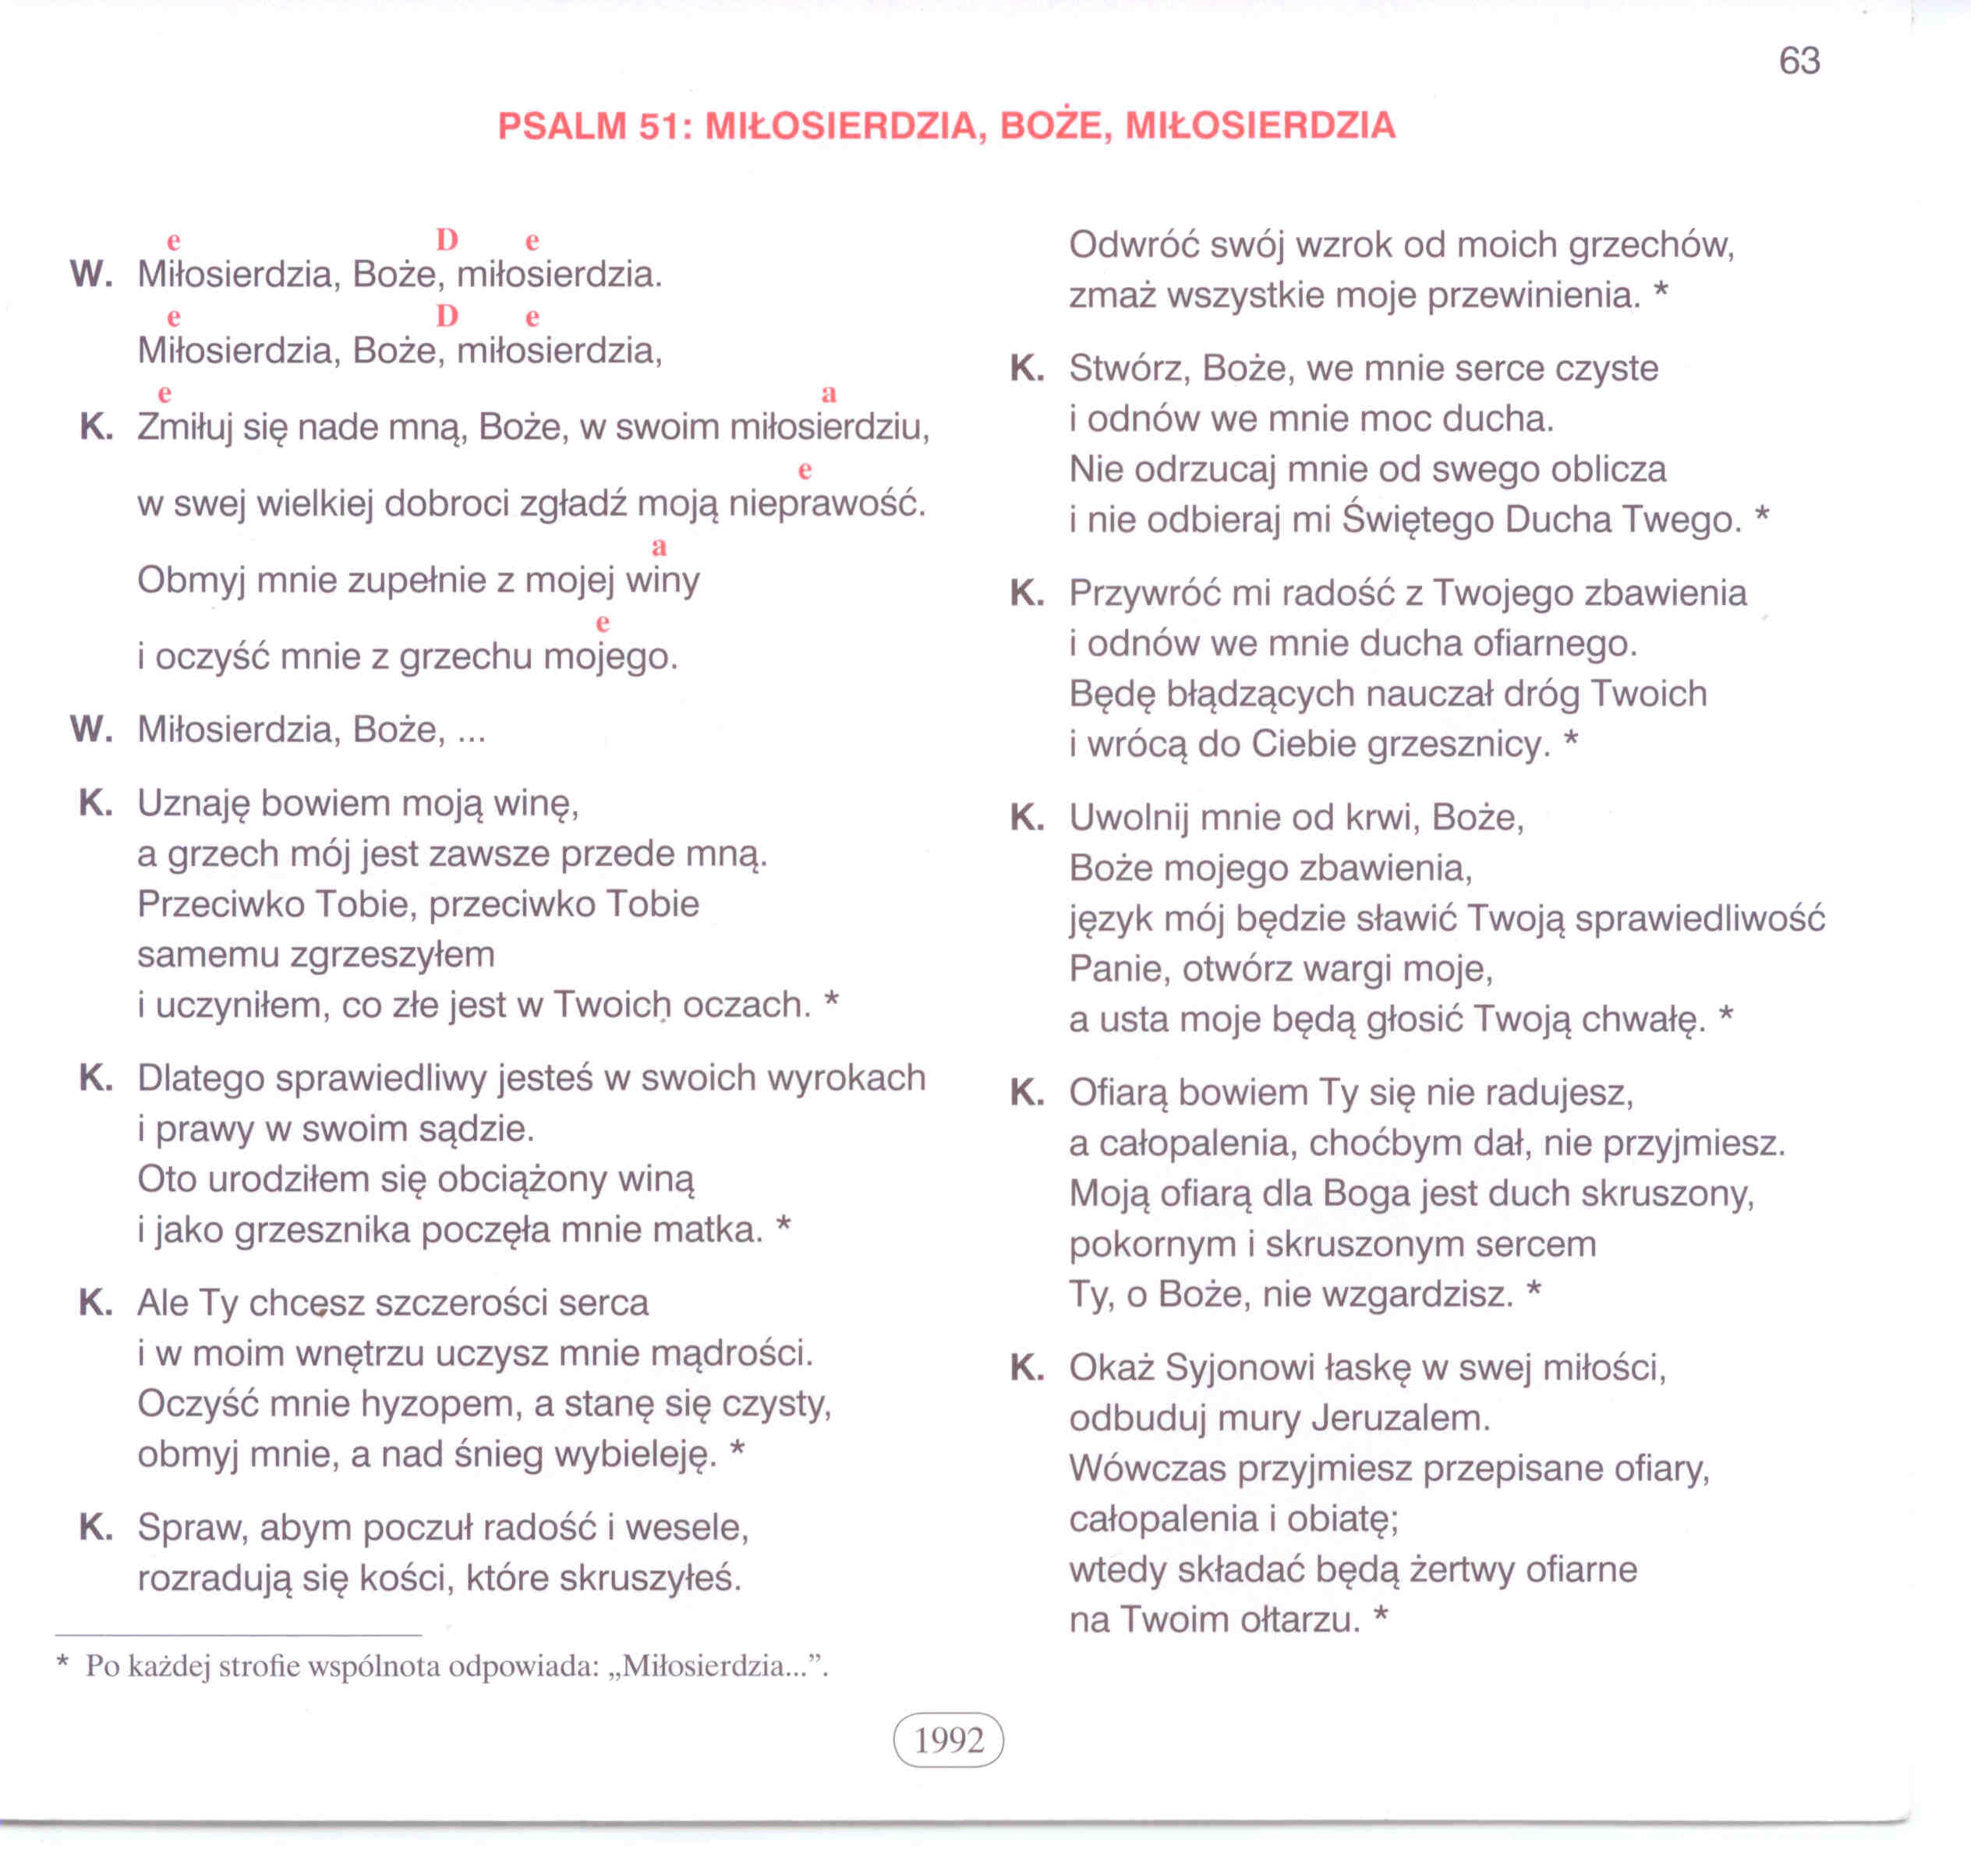 63
PSALM 51: MIŁOSIERDZIA, BOŻE, MIŁOSIERDZIA
e D e
W. Miłosierdzia, Boże, miłosierdzia.
e D e
Miłosierdzia, Boże, miłosierdzia,
e a
K. Zmiłuj się nade mną, Boże, w swoim miłosierdziu,
e
w swej wielkiej dobroci zgładź moją nieprawość.
a
Obmyj mnie zupełnie z mojej winy
e
i oczyść mnie z grzechu mojego.
W. Miłosierdzia, Boże, ...
K. Uznaję bowiem moją winę,
a grzech mój jest zawsze przede mną.
Przeciwko Tobie, przeciwko Tobie
samemu zgrzeszyłem
i uczyniłem, co złe jest w Twoich oczach. *
K. Dlatego sprawiedliwy jesteś w swoich wyrokach
i prawy w swoim sądzie.
Oto urodziłem się obciążony winą
i jako grzesznika poczęła mnie matka. *
K. Ale Ty chcesz szczerości serca
i w moim wnętrzu uczysz mnie mądrości.
Oczyść mnie hyzopem, a stanę się czysty,
obmyj mnie, a nad śnieg wybieleję. *
K. Spraw, abym poczuł radość i wesele,
rozradują się kości, które skruszyłeś.
Odwróć swój wzrok od moich grzechów,
zmaż wszystkie moje przewinienia. *
K. Stwórz, Boże, we mnie serce czyste
i odnów we mnie moc ducha.
Nie odrzucaj mnie od swego oblicza
i nie odbieraj mi Świętego Ducha Twego. *
K. Przywróć mi radość z Twojego zbawienia
i odnów we mnie ducha ofiarnego.
Będę błądzących nauczał dróg Twoich
i wrócą do Ciebie grzesznicy. *
K. Uwolnij mnie od krwi, Boże,
Boże mojego zbawienia,
język mój będzie sławić Twoją sprawiedliwość
Panie, otwórz wargi moje,
a usta moje będą głosić Twoją chwałę. *
K. Ofiarą bowiem Ty się nie radujesz,
a całopalenia, choćbym dał, nie przyjmiesz.
Moją ofiarą dla Boga jest duch skruszony,
pokornym i skruszonym sercem
Ty, o Boże, nie wzgardzisz. *
K. Okaż Syjonowi łaskę w swej miłości,
odbuduj mury Jeruzalem.
Wówczas przyjmiesz przepisane ofiary,
całopalenia i obiatę;
wtedy składać będą żertwy ofiarne
na Twoim ołtarzu. *
* Po każdej strofie wspólnota odpowiada: „Miłosierdzia...”.
1992